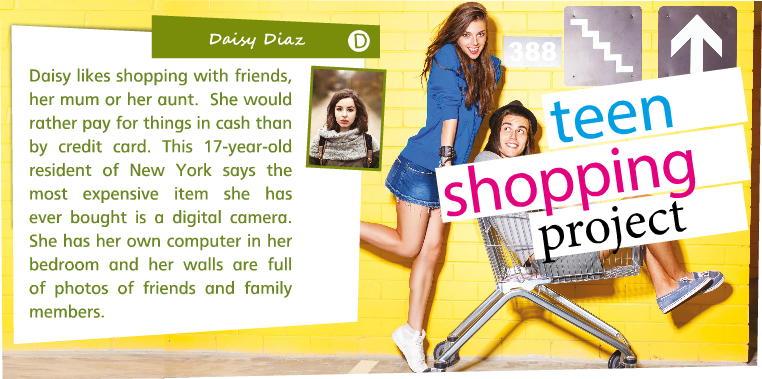 Daisy Diaz D
Daisy likes shopping with friends,
her mum or her aunt. She would
rather pay for things in cash than
by credit card. This 17-year-old
resident of New York says the
most expensive item she has
ever bought is a digital camera.
She has her own computer in her
bedroom and her walls are full
of photos of friends and family
members.
388
teen
shopping
project